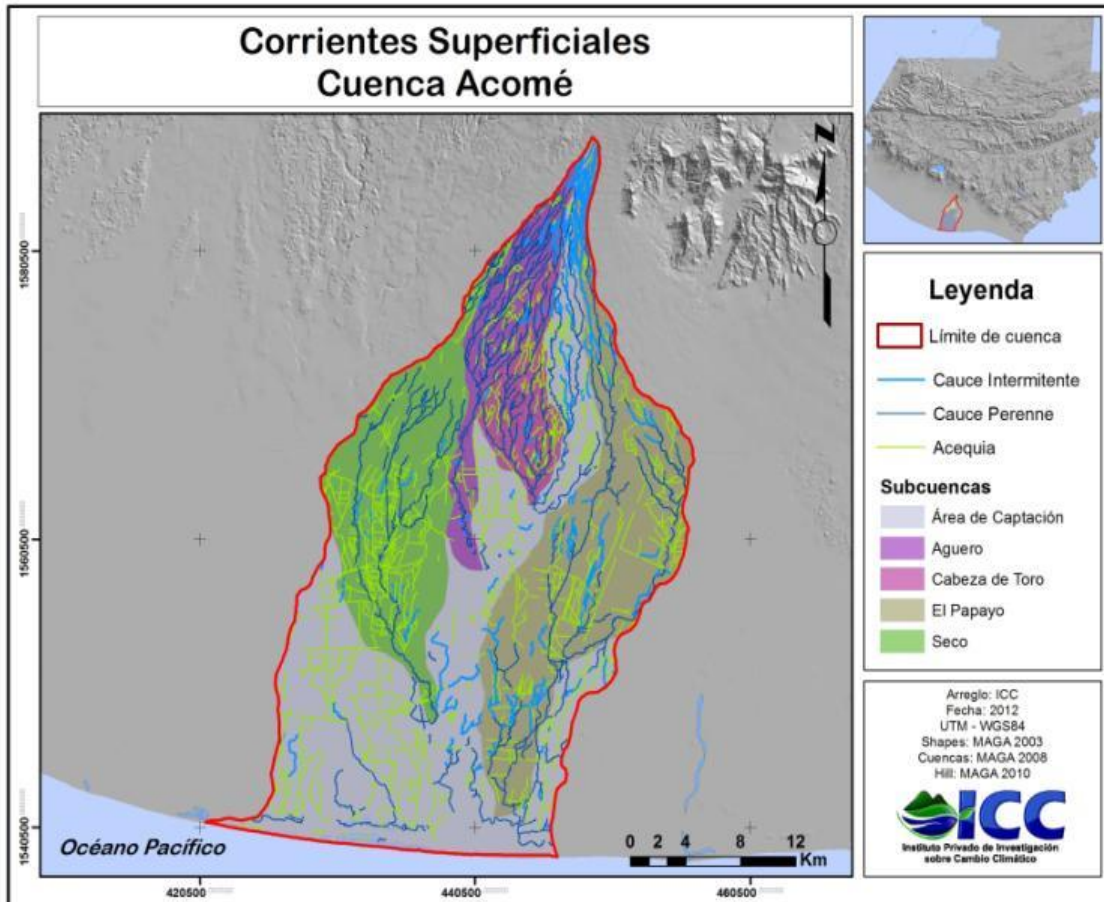 Corrientes Superficiales
Cuenca Acomé
N
1580500
1560500
1540500
420500
440500
460500
Océano Pacífico
0 2 4 8 12
Km
Leyenda
Límite de cuenca
Cauce Intermitente
Cauce Perenne
Acequia
Subcuencas
Área de Captación
Aguero
Cabeza de Toro
El Papayo
Seco
Arreglo: ICC
Fecha: 2012
UTM - WGS84
Shapes: MAGA 2003
Cuencas: MAGA 2008
Hill: MAGA 2010
ICC
Instituto Privado de Investigación
sobre Cambio Climático